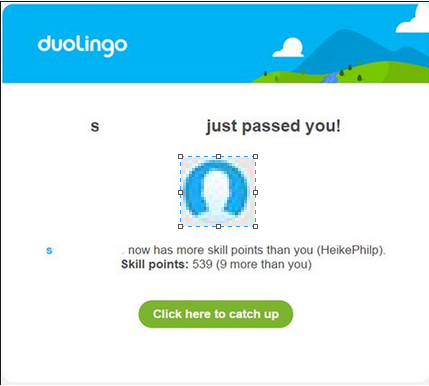 duolingo
s just passed you!
s . now has more skill points than you (HeikePhilp).
Skill points: 539 (9 more than you)
Click here to catch up